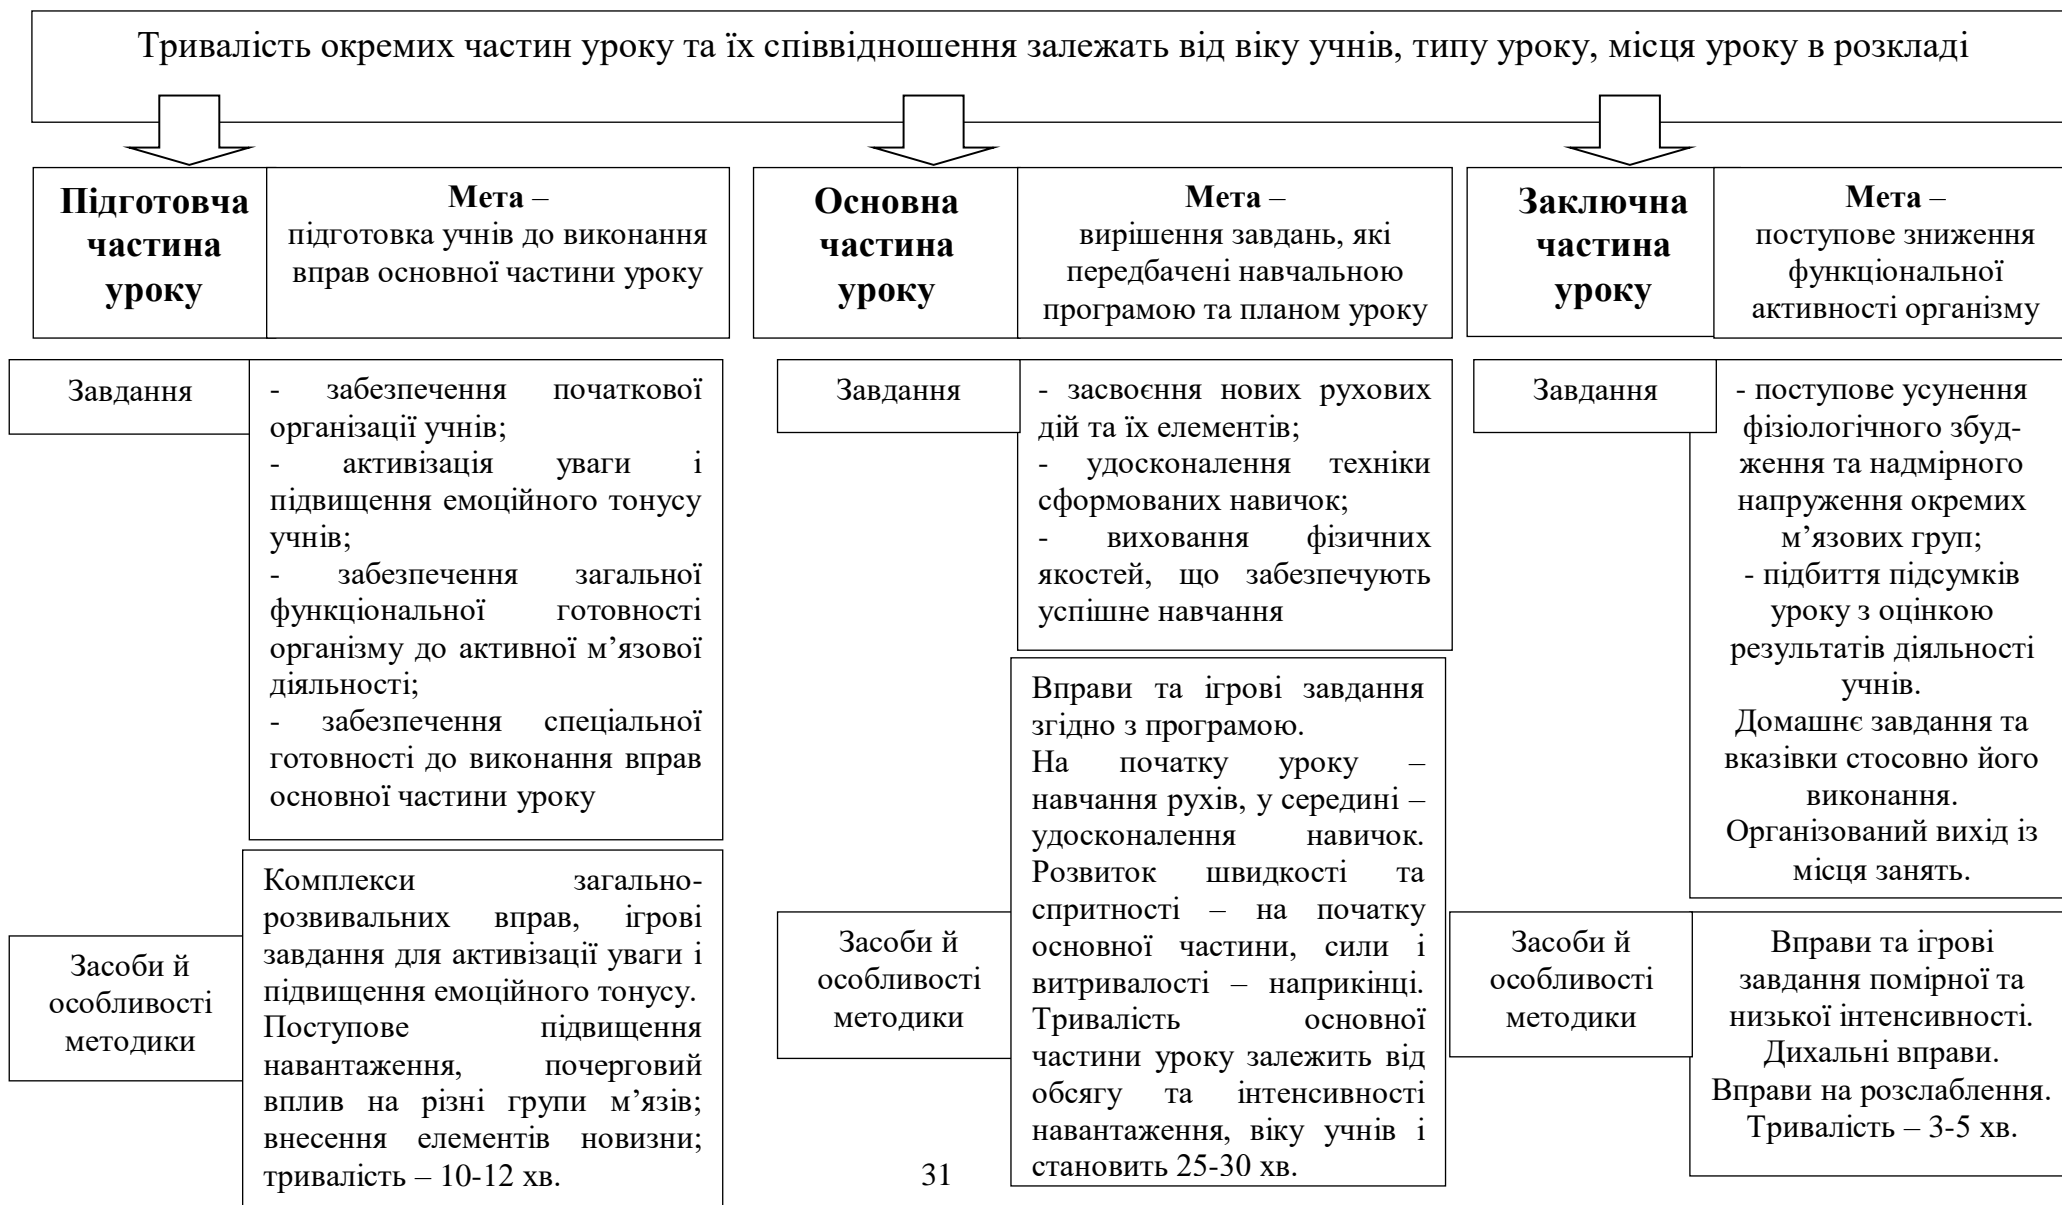 Тривалість окремих частин уроку та їх співвідношення залежать від віку учнів, типу уроку, місця уроку в розкладі
Підготовча
частина
уроку
Мета –
підготовка учнів до виконання
вправ основної частини уроку
Основна
частина
уроку
Мета –
вирішення завдань, які
передбачені навчальною
програмою та планом уроку
Заключна
частина
уроку
Мета –
поступове зниження
функціональної
активності організму
Завдання
- забезпечення початкової
організації учнів;
- активізація уваги і
підвищення емоційного тонусу
учнів;
- забезпечення загальної
функціональної готовності
організму до активної м’язової
діяльності;
- забезпечення спеціальної
готовності до виконання вправ
основної частини уроку
Завдання
- засвоєння нових рухових
дій та їх елементів;
- удосконалення техніки
сформованих навичок;
- виховання фізичних
якостей, що забезпечують
успішне навчання
Завдання
- поступове усунення
фізіологічного збуд-
ження та надмірного
напруження окремих
м’язових груп;
- підбиття підсумків
уроку з оцінкою
результатів діяльності
учнів.
Домашнє завдання та
вказівки стосовно його
виконання.
Організований вихід із
місця занять.
Засоби й
особливості
методики
Комплекси загально-
розвивальних вправ, ігрові
завдання для активізації уваги і
підвищення емоційного тонусу.
Поступове підвищення
навантаження, почерговий
вплив на різні групи м’язів;
внесення елементів новизни;
тривалість – 10-12 хв.
Засоби й
особливості
методики
Вправи та ігрові завдання
згідно з програмою.
На початку уроку –
навчання рухів, у середині –
удосконалення навичок.
Розвиток швидкості та
спритності – на початку
основної частини, сили і
витривалості – наприкінці.
Тривалість основної
частини уроку залежить від
обсягу та інтенсивності
навантаження, віку учнів і
становить 25-30 хв.
Засоби й
особливості
методики
Вправи та ігрові
завдання помірної та
низької інтенсивності.
Дихальні вправи.
Вправи на розслаблення.
Тривалість – 3-5 хв.
31